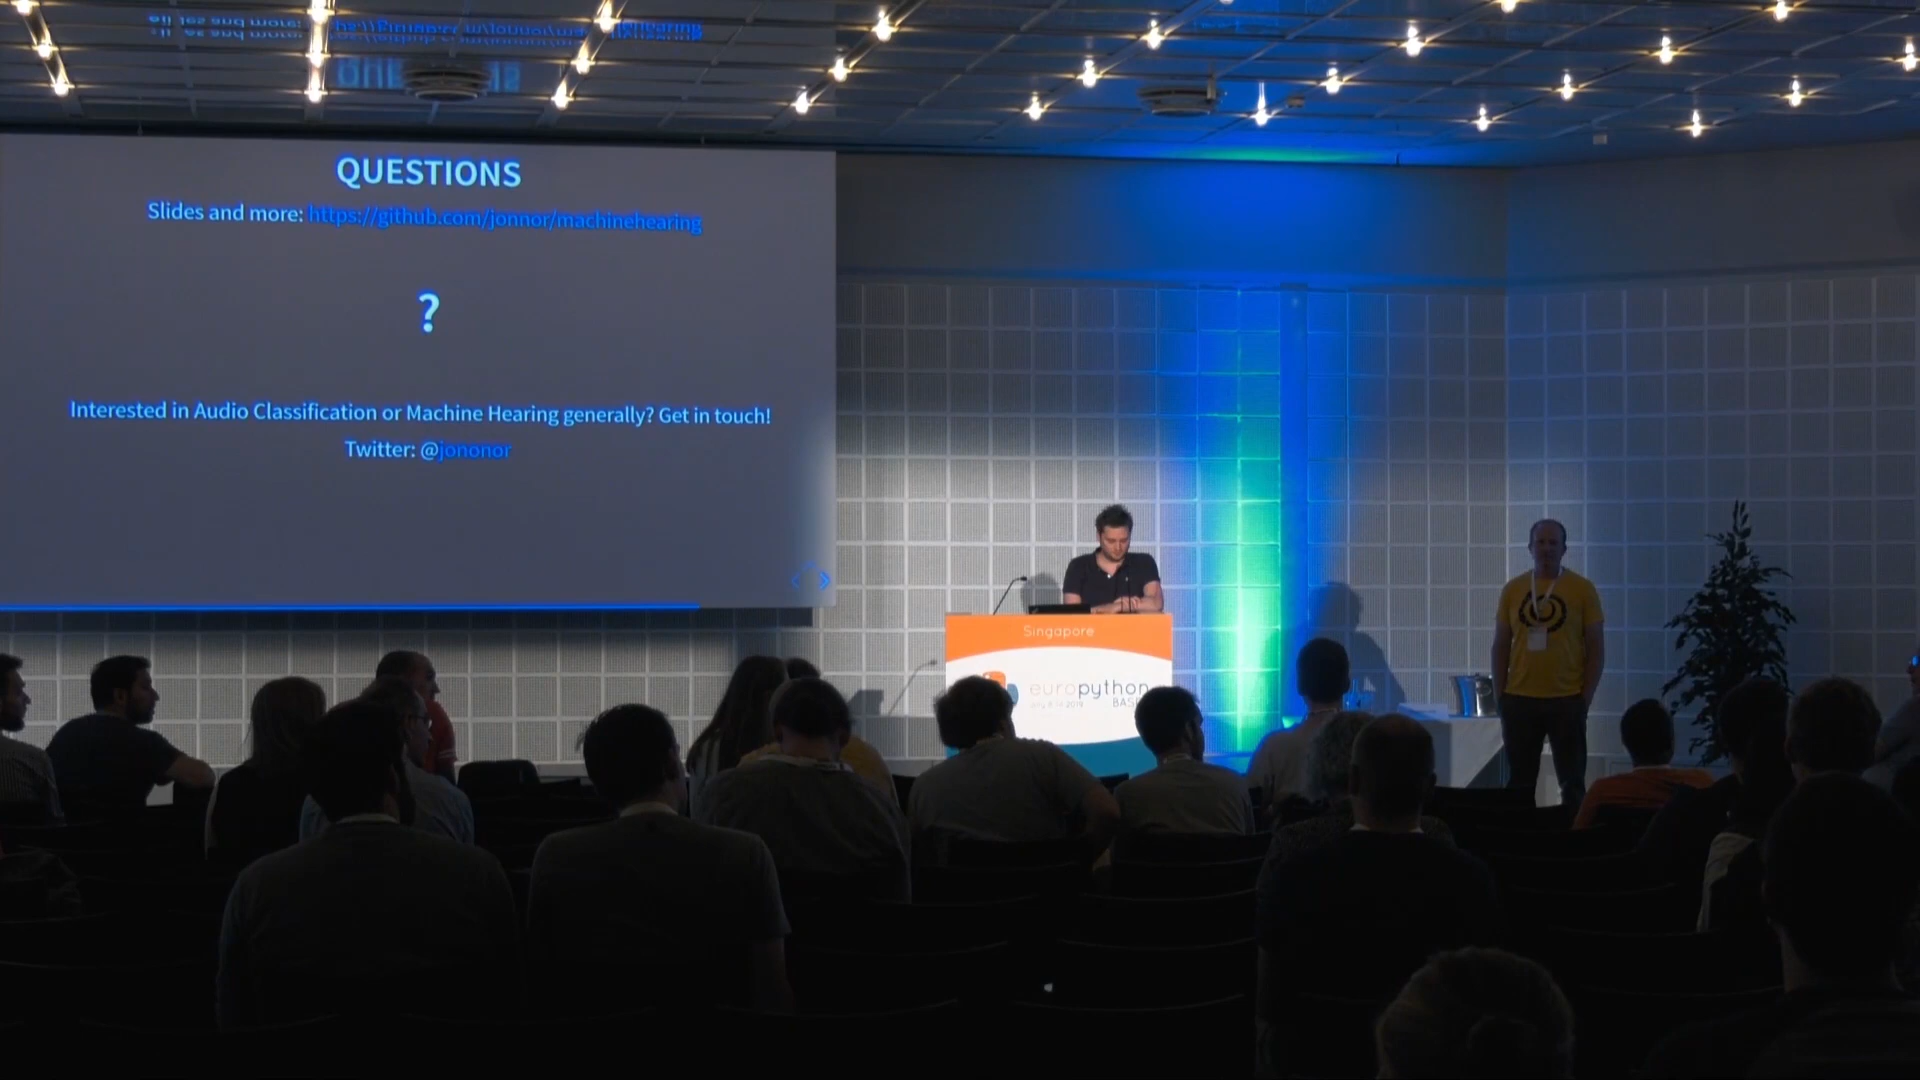 QUESTIONS
Slides and more: https://github.com/jonnor/machinehearing
?
Interested in Audio Classification or Machine Hearing generally? Get in touch!
Twitter: @jononor
Singapore
europython